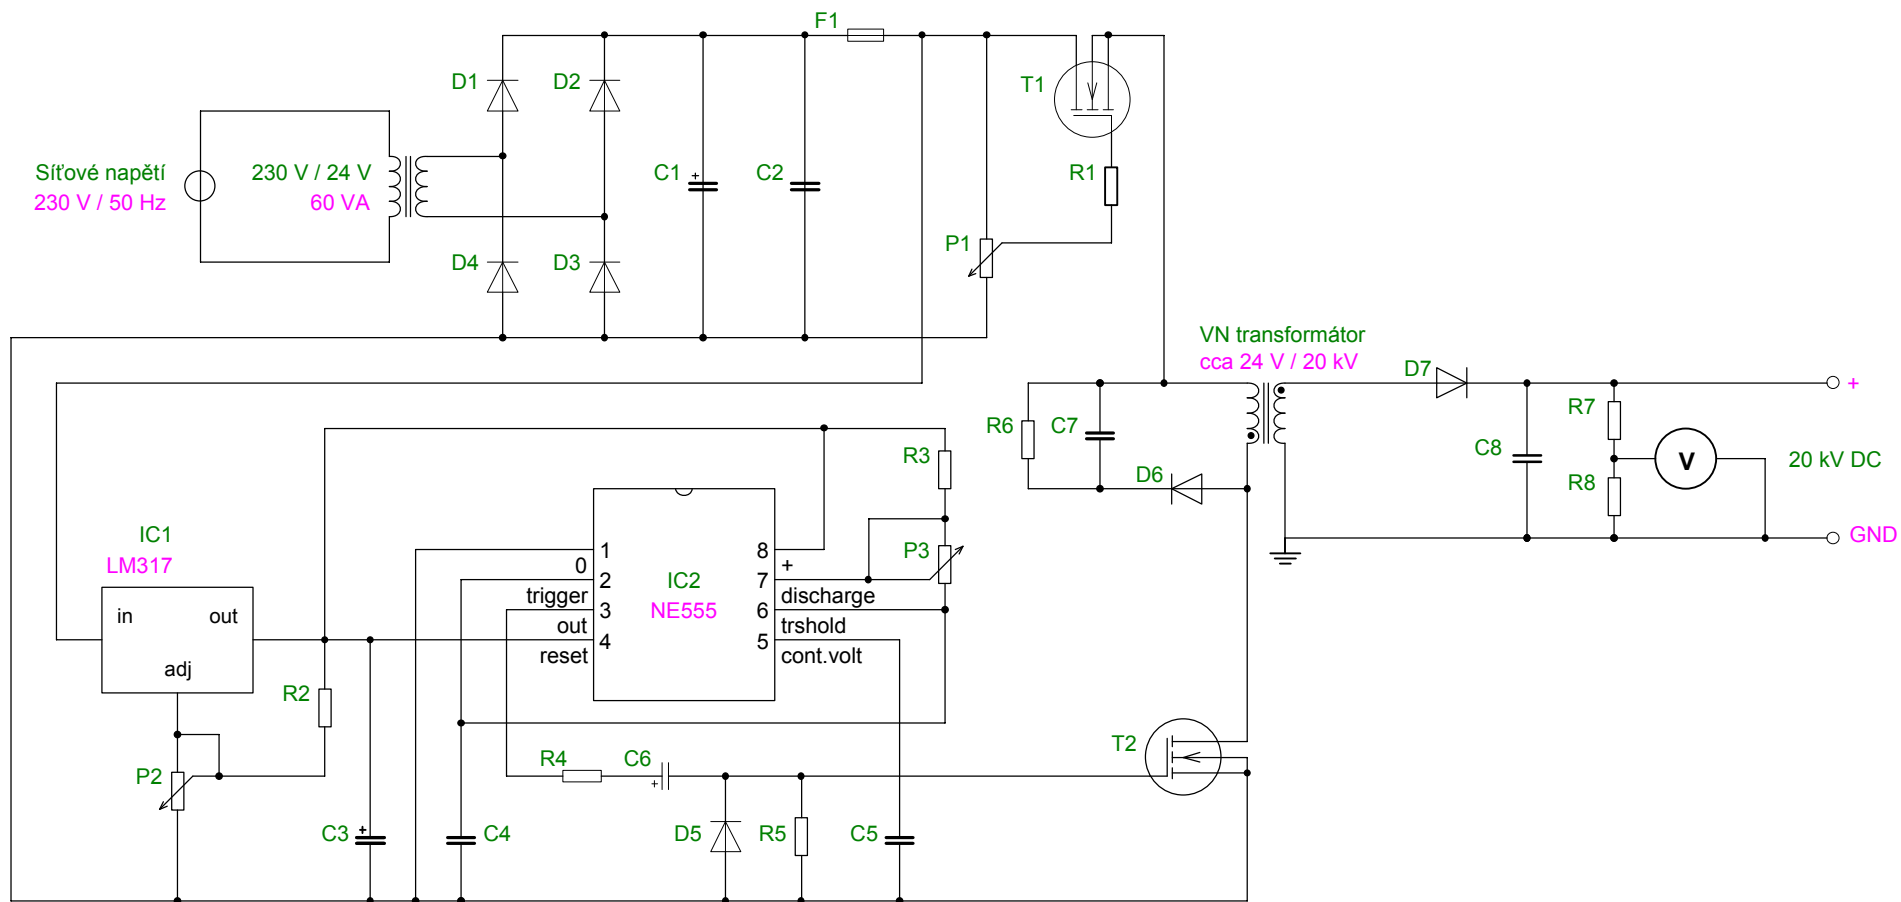 F1
D1
D2
T1
Síťové napětí
230 V / 50 Hz
230 V / 24 V
60 VA
C1
+
C2
R1
P1
D4
D3
VN transformátor
cca 24 V / 20 kV
D7
+
R6
C7
R7
C8
V
20 kV DC
D6
R8
GND
R3
IC1
LM317
in
out
adj
1
0
2
trigger
3
out
4
reset
IC2
NE555
8
+
7
discharge
6
trshold
5
cont.volt
P3
R2
P2
R4
C6
+
T2
C3
+
C4
D5
R5
C5